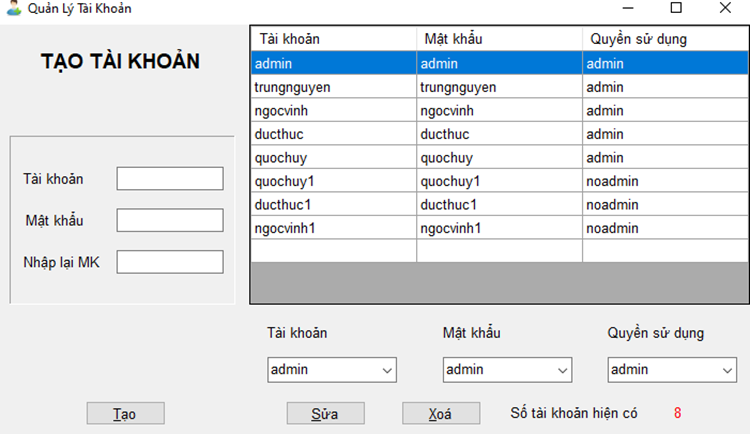 Quản Lý Tài Khoản
TẠO TÀI KHOẢN
Tài khoản
Mật khẩu
Nhập lại MK
Tạo
Tài khoản Mật khẩu Quyền sử dụng
admin admin admin
trungnguyen trungnguyen admin
ngocvinh ngocvinh admin
ducthuc ducthuc admin
quochuy quochuy admin
quochuy1 quochuy1 noadmin
ducthuc1 ducthuc1 noadmin
ngocvinh1 ngocvinh1 noadmin
Tài khoản Mật khẩu Quyền sử dụng
admin admin admin
Sửa Xoá Số tài khoản hiện có 8